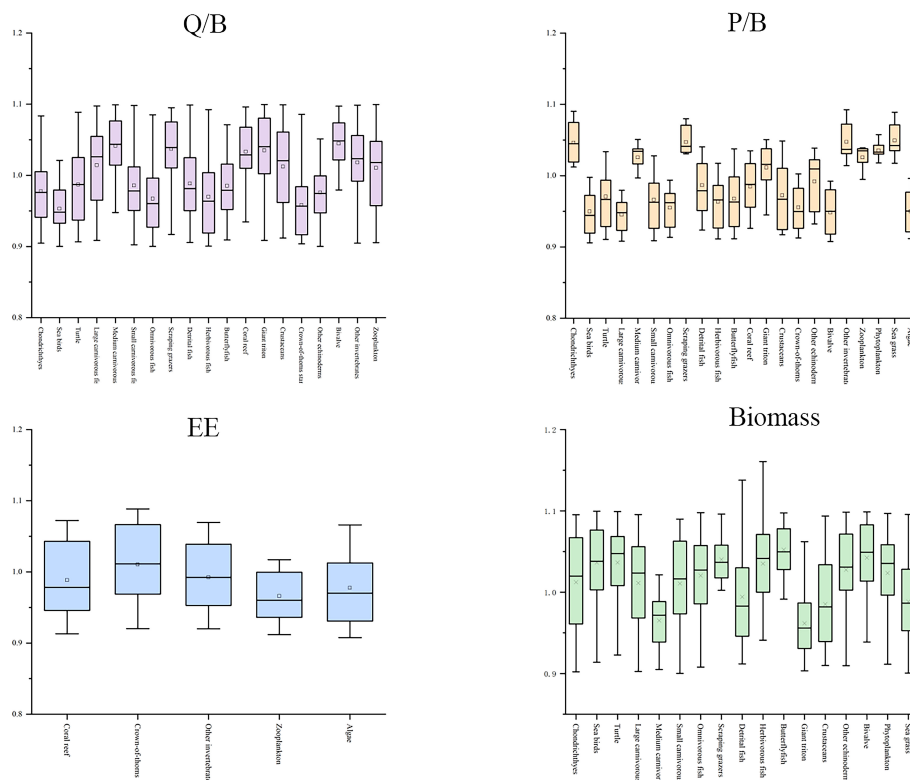 Q/B
1.2
1.1
1.0
0.9
0.8
Chondrichthyes
Sea birds
Turtle
Large carnivorous fi
Medium carnivorous
Small carnivorous fi
Omnivorous fish
Scraping grazers
Detrital fish
Herbivorous fish
Butterflyfish
Coral reef
Giant triton
Crustaceans
Crown-of-thorns star
Other echinoderms
Bivalve
Other invertebrates
Zooplankton
P/B
1.2
1.1
1.0
0.9
0.8
Chondrichthyes
Sea birds
Turtle
Large carnivorou
Medium carnivor
Small carnivorou
Omnivorous fish
Scraping grazers
Detrital fish
Herbivorous fish
Butterflyfish
Coral reef
Giant triton
Crustaceans
Crown-of-thorns
Other echinoderm
Bivalve
Other invertebrate
Zooplankton
Phytoplankton
Sea grass
EE
1.2
1.1
1.0
0.9
0.8
Coral reef
Crown-of-thorns
Other invertebrate
Zooplankton
Algae
Biomass
1.2
1.1
1.0
0.9
Chondrichthyes
Sea birds
Turtle
Large carnivorou
Medium carnivor
Small carnivorou
Omnivorous fish
Scraping grazers
Detrital fish
Herbivorous fish
Butterflyfish
Giant triton
Crustaceans
Other echinoderm
Bivalve
Phytoplankton
Sea grass